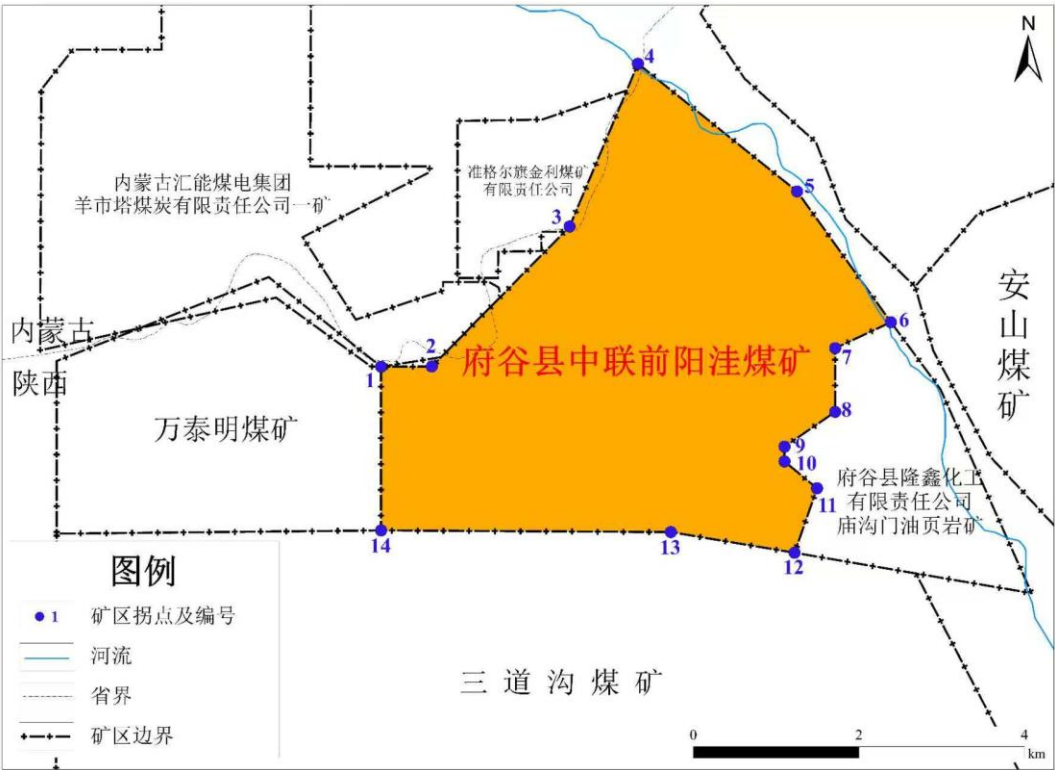 N
4
准格尔旗金利煤矿
有限责任公司
内蒙古汇能煤电集团
羊市塔煤炭有限责任公司一矿
5
3
安山煤矿
6
内蒙古
陕西
2
7
1
府谷县中联前阳洼煤矿
8
万泰明煤矿
9
10
11
府谷县隆鑫化工
有限责任公司
庙沟门油页岩矿
14
13
12
图例
1 矿区拐点及编号
河流
省界
矿区边界
三道沟煤矿
0 2 4
km